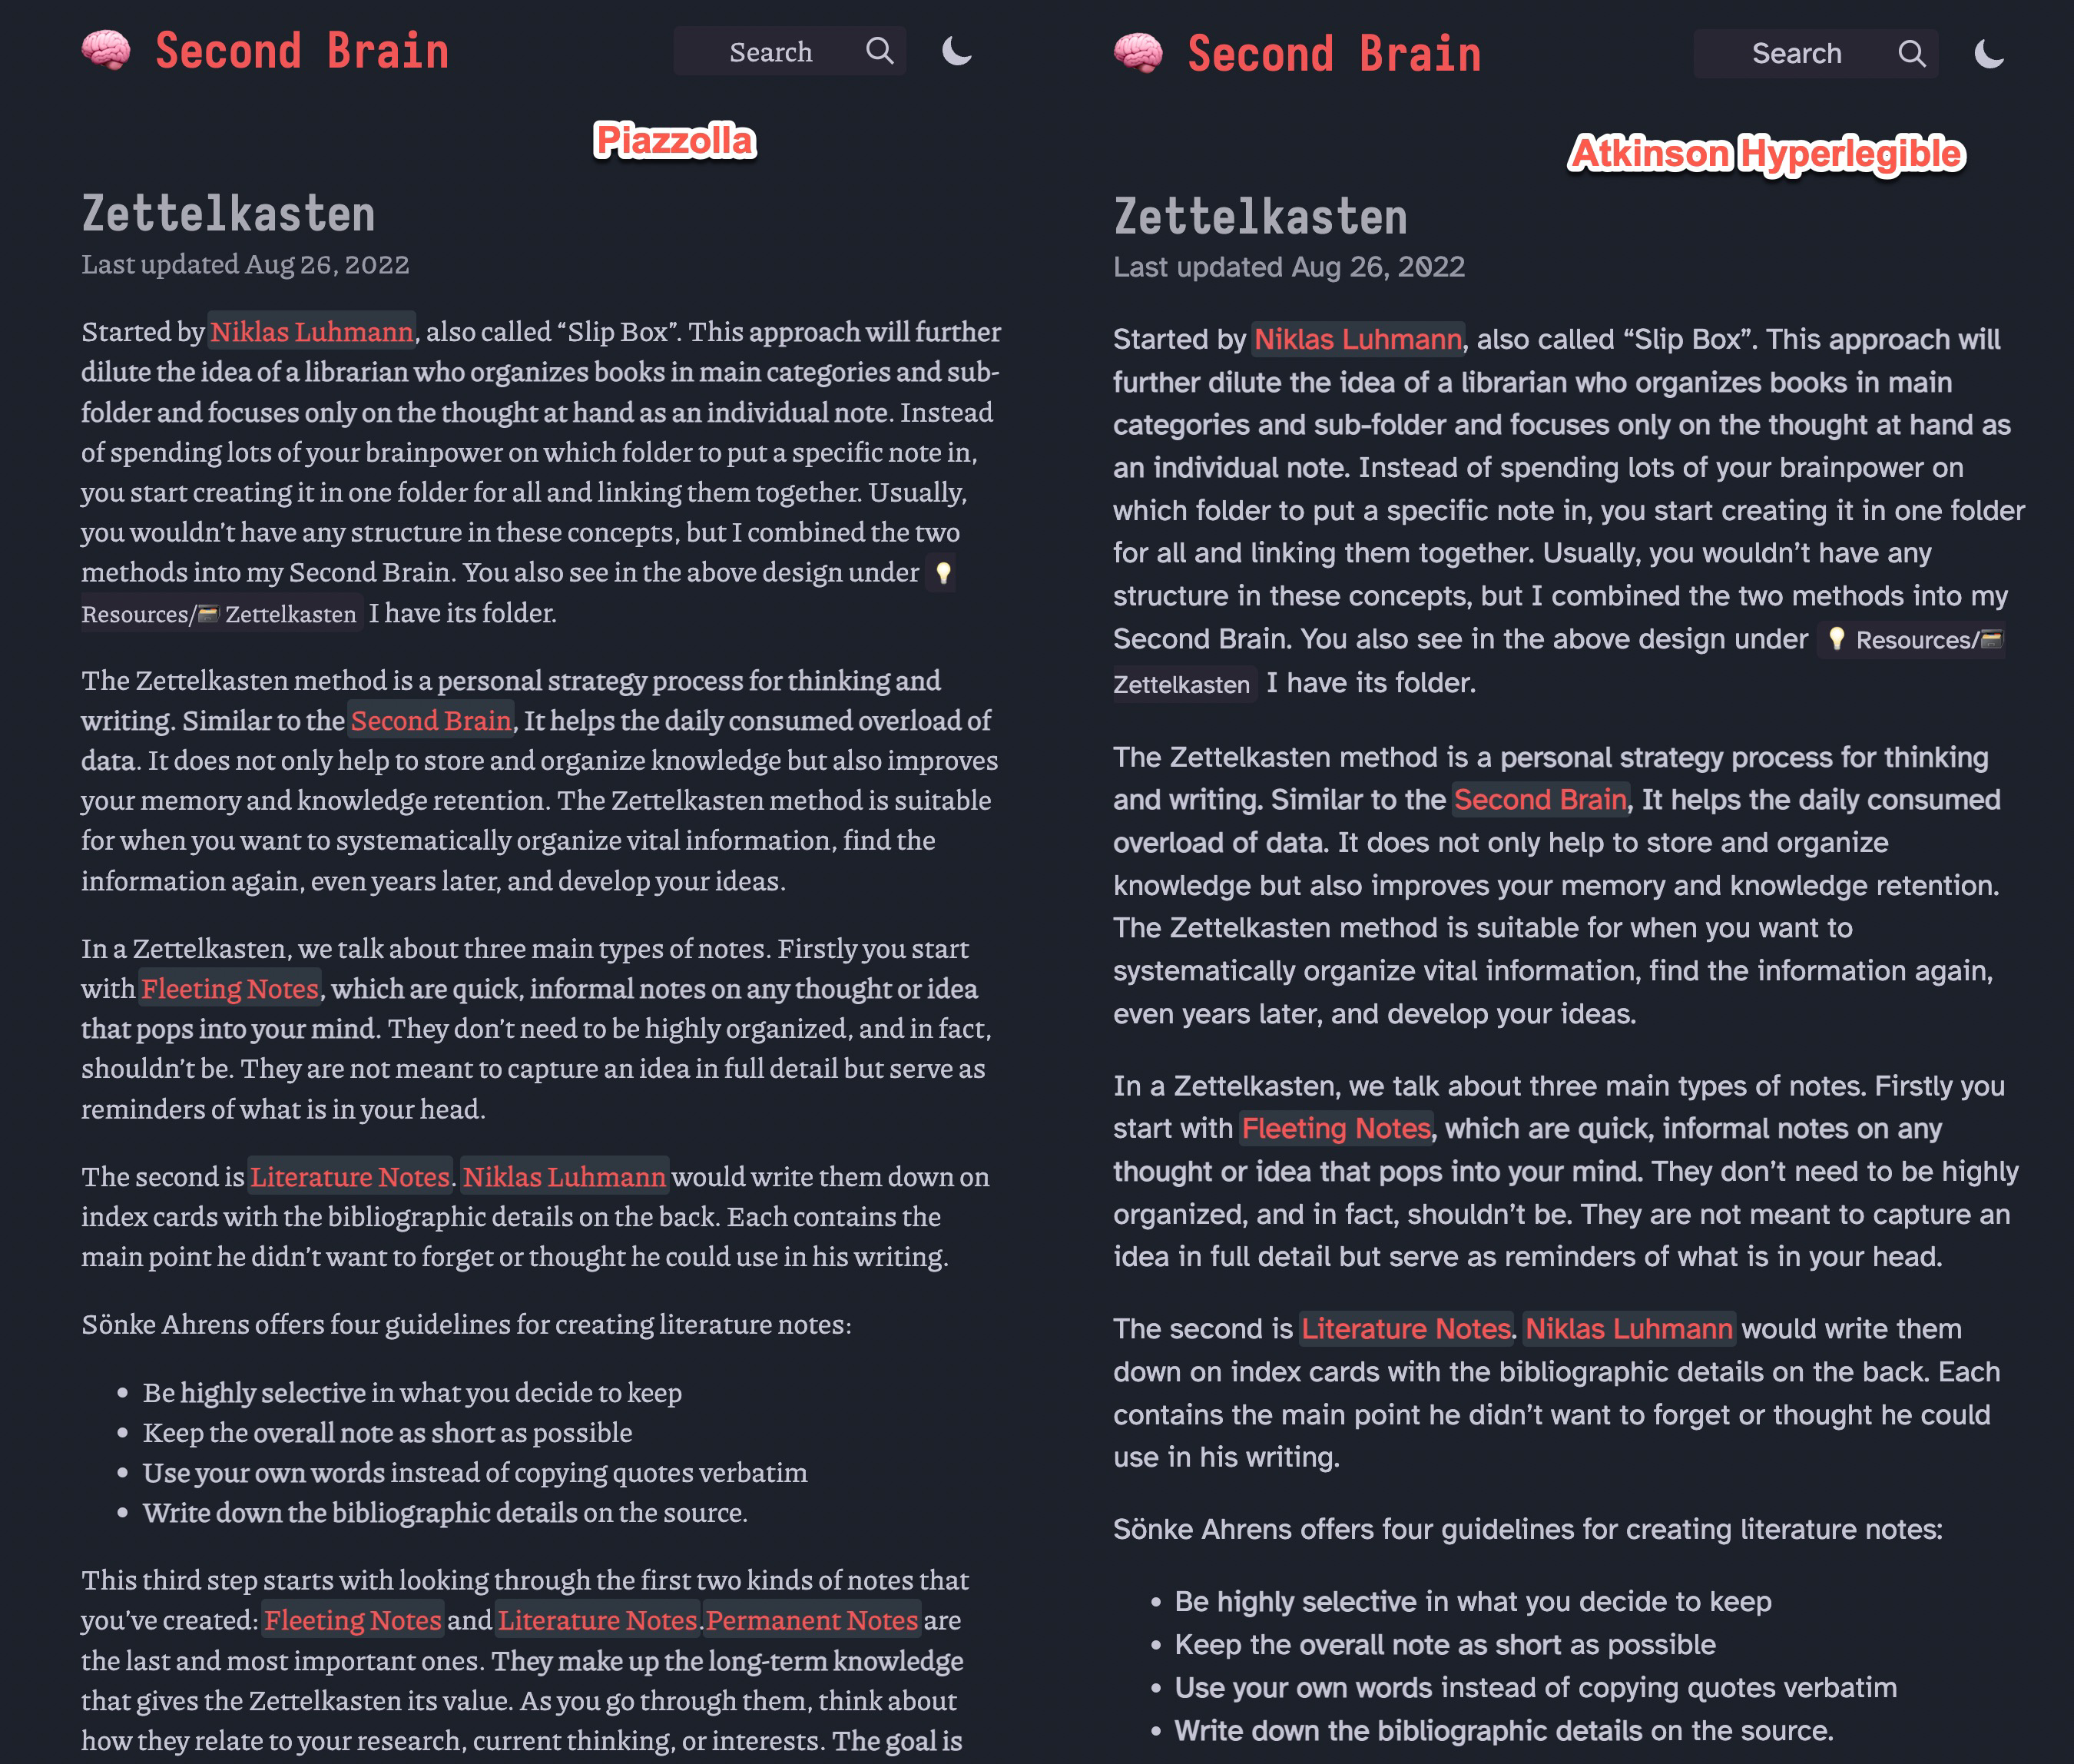 Second Brain
Search
Piazzolla
Zettelkasten
Last updated Aug 26, 2022
Started by Niklas Luhmann, also called “Slip Box”. This approach will further
dilute the idea of a librarian who organizes books in main categories and sub-
folder and focuses only on the thought at hand as an individual note. Instead
of spending lots of your brainpower on which folder to put a specific note in,
you start creating it in one folder for all and linking them together. Usually,
you wouldn’t have any structure in these concepts, but I combined the two
methods into my Second Brain. You also see in the above design under 💡
Resources/🗃 Zettelkasten I have its folder.
The Zettelkasten method is a personal strategy process for thinking and
writing. Similar to the Second Brain, It helps the daily consumed overload of
data. It does not only help to store and organize knowledge but also improves
your memory and knowledge retention. The Zettelkasten method is suitable
for when you want to systematically organize vital information, find the
information again, even years later, and develop your ideas.
In a Zettelkasten, we talk about three main types of notes. Firstly you start
with Fleeting Notes, which are quick, informal notes on any thought or idea
that pops into your mind. They don’t need to be highly organized, and in fact,
shouldn’t be. They are not meant to capture an idea in full detail but serve as
reminders of what is in your head.
The second is Literature Notes. Niklas Luhmann would write them down on
index cards with the bibliographic details on the back. Each contains the
main point he didn’t want to forget or thought he could use in his writing.
Sönke Ahrens offers four guidelines for creating literature notes:
• Be highly selective in what you decide to keep
• Keep the overall note as short as possible
• Use your own words instead of copying quotes verbatim
• Write down the bibliographic details on the source.
This third step starts with looking through the first two kinds of notes that
you’ve created: Fleeting Notes and Literature Notes.Permanent Notes are
the last and most important ones. They make up the long-term knowledge
that gives the Zettelkasten its value. As you go through them, think about
how they relate to your research, current thinking, or interests. The goal is
Second Brain
Search
Atkinson Hyperlegible
Zettelkasten
Last updated Aug 26, 2022
Started by Niklas Luhmann, also called “Slip Box”. This approach will
further dilute the idea of a librarian who organizes books in main
categories and sub-folder and focuses only on the thought at hand as
an individual note. Instead of spending lots of your brainpower on
which folder to put a specific note in, you start creating it in one folder
for all and linking them together. Usually, you wouldn’t have any
structure in these concepts, but I combined the two methods into my
Second Brain. You also see in the above design under 💡 Resources/🗃
Zettelkasten I have its folder.
The Zettelkasten method is a personal strategy process for thinking
and writing. Similar to the Second Brain, It helps the daily consumed
overload of data. It does not only help to store and organize
knowledge but also improves your memory and knowledge retention.
The Zettelkasten method is suitable for when you want to
systematically organize vital information, find the information again,
even years later, and develop your ideas.
In a Zettelkasten, we talk about three main types of notes. Firstly you
start with Fleeting Notes, which are quick, informal notes on any
thought or idea that pops into your mind. They don’t need to be highly
organized, and in fact, shouldn’t be. They are not meant to capture an
idea in full detail but serve as reminders of what is in your head.
The second is Literature Notes. Niklas Luhmann would write them
down on index cards with the bibliographic details on the back. Each
contains the main point he didn’t want to forget or thought he could
use in his writing.
Sönke Ahrens offers four guidelines for creating literature notes:
• Be highly selective in what you decide to keep
• Keep the overall note as short as possible
• Use your own words instead of copying quotes verbatim
• Write down the bibliographic details on the source.